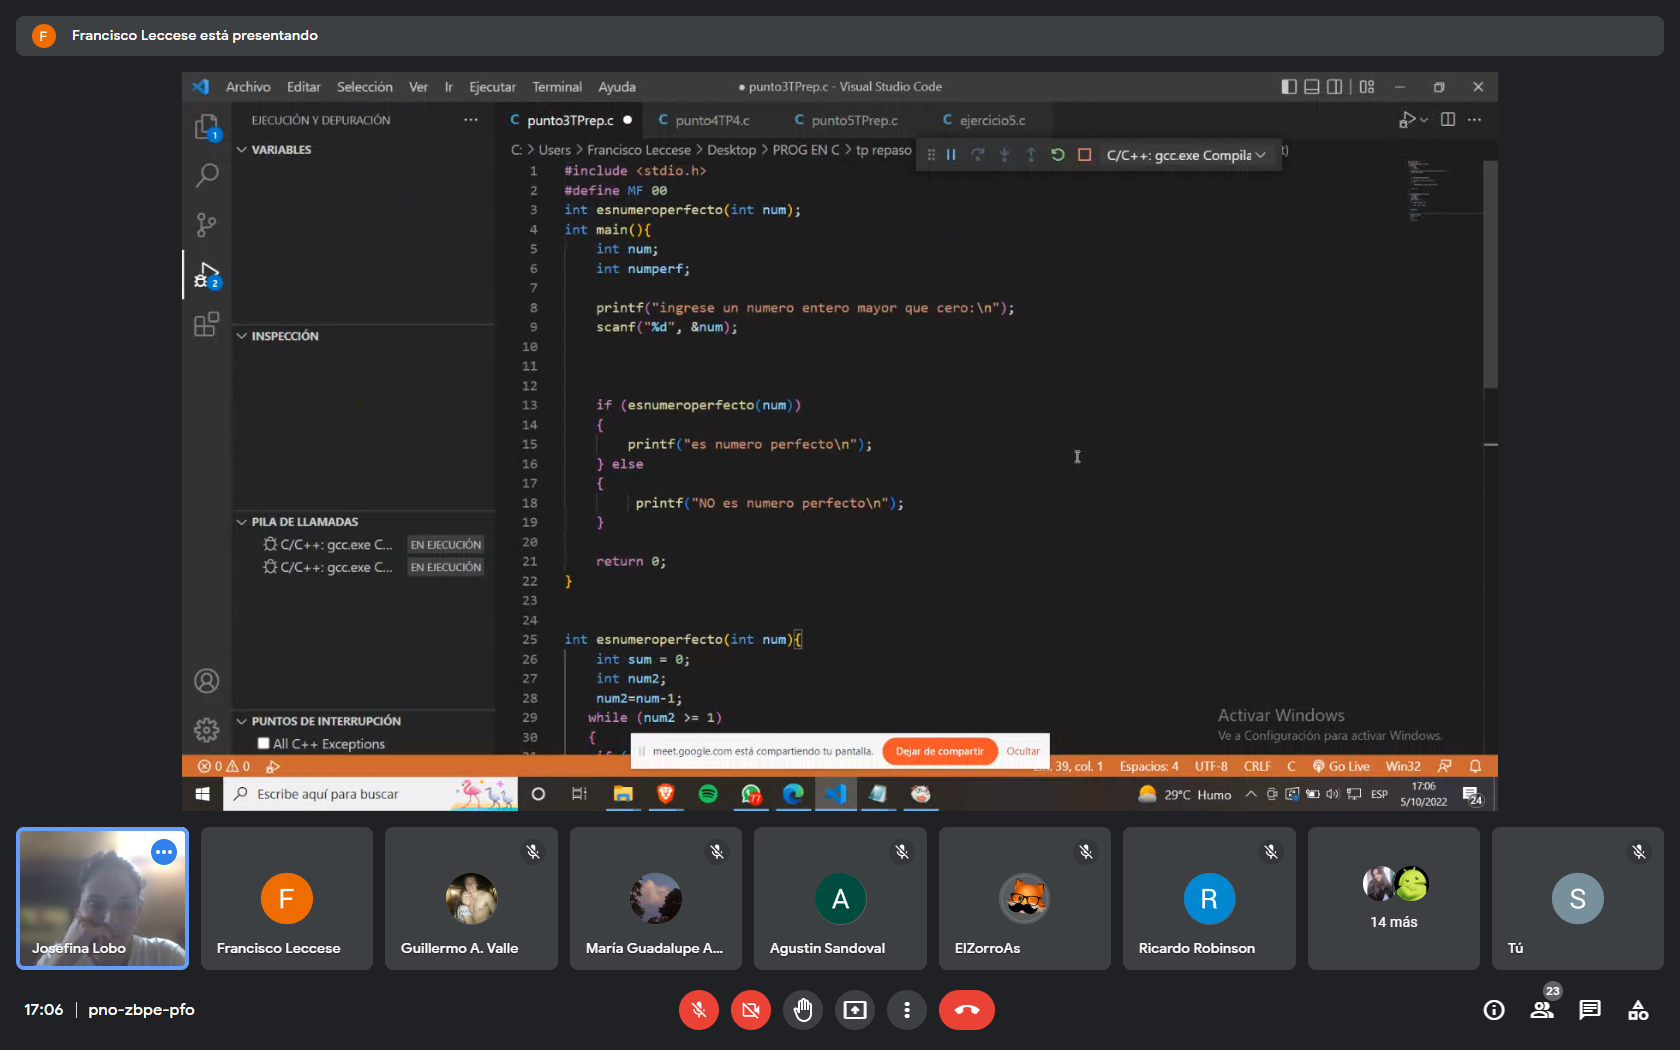 F Francisco Leccese está presentando
Archivo Editar Selección Ver Ir Ejecutar Terminal Ayuda
● punto3TPrep.c - Visual Studio Code
EJECUCIÓN Y DEPURACIÓN ...
C punto3TPrep.c ●
C punto4TP4.c
C punto5TPrep.c
C ejercicio5.c
1
2
VARIABLES
INSPECCIÓN
PILA DE LLAMADAS
C/C++: gcc.exe C... EN EJECUCIÓN
C/C++: gcc.exe C... EN EJECUCIÓN
PUNTOS DE INTERRUPCIÓN
All C++ Exceptions
C: > Users > Francisco Leccese > Desktop > PROG EN C > tp repaso
C/C++: gcc.exe Compila
1 #include <stdio.h>
2 #define MF 00
3 int esnumeroperfecto(int num);
4 int main(){
5 int num;
6 int numperf;
7
8 printf("ingrese un numero entero mayor que cero:\n");
9 scanf("%d", &num);
10
11
12
13 if (esnumeroperfecto(num))
14 {
15 printf("es numero perfecto\n");
16 } else
17 {
18 printf("NO es numero perfecto\n");
19 }
20
21 return 0;
22 }
23
24
25 int esnumeroperfecto(int num){
26 int sum = 0;
27 int num2;
28 num2=num-1;
29 while (num2 >= 1)
30 {
Activar Windows
Ve a Configuración para activar Windows.
meet.google.com está compartiendo tu pantalla. Dejar de compartir Ocultar
0 0
39, col. 1 Espacios: 4 UTF-8 CRLF C Go Live Win32
Escribe aquí para buscar
77
29°C Humo
ESP
17:06
5/10/2022
24
Josefina Lobo
F
Francisco Leccese
Guillermo A. Valle
María Guadalupe A...
A
Agustin Sandoval
ElZorroAs
R
Ricardo Robinson
14 más
S
Tú
17:06 | pno-zbpe-pfo
23